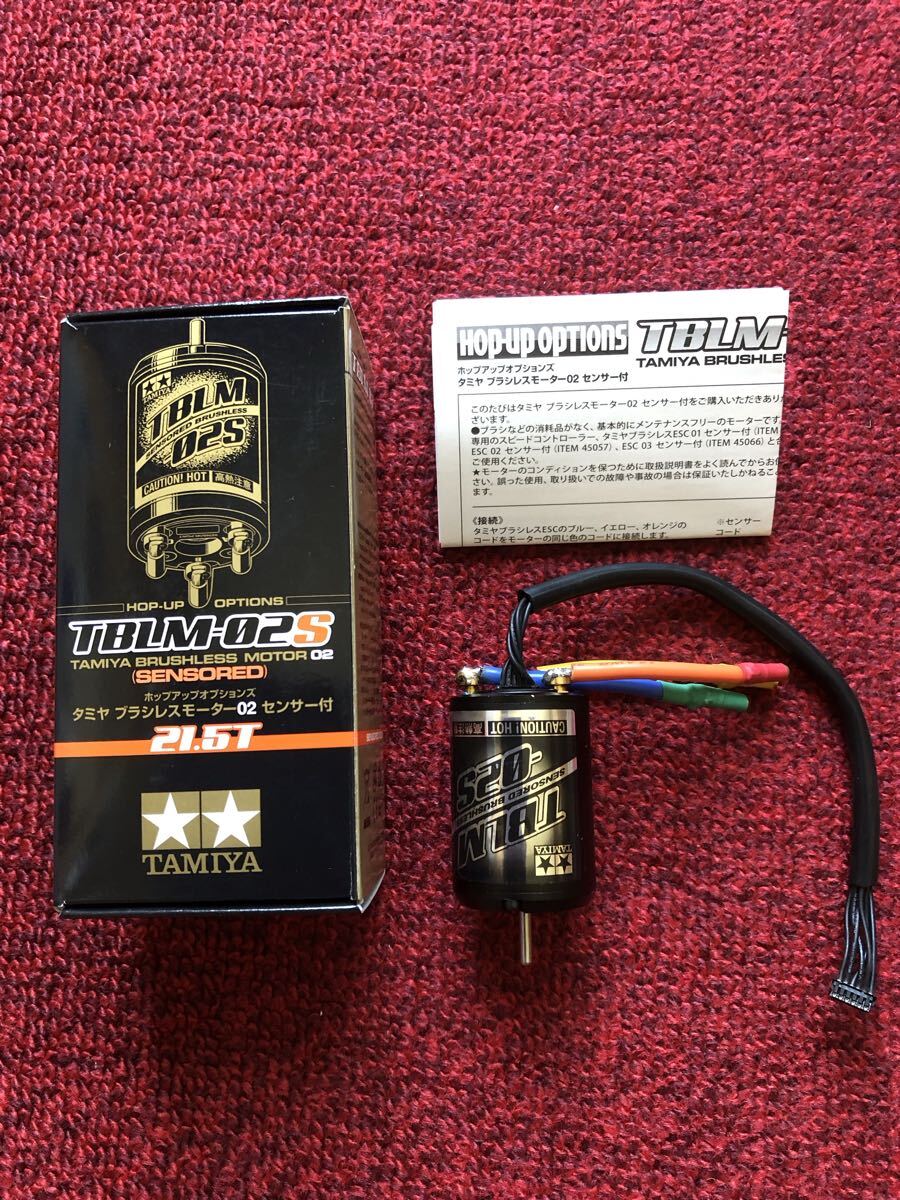 TAMIYA
TBLM
SENSORED BRUSHLESS
02S
CAUTION! HOT 高熱注意
HOP-UP OPTIONS
TBLM-02S
TAMIYA BRUSHLESS MOTOR 02
(SENSORED)
ホップアップオプションズ
タミヤ ブラシレスモーター02 センサー付
21.5T
TAMIYA
HOP-UP OPTIONS TBLM-
TAMIYA BRUSHLES
ホップアップオプションズ
タミヤ ブラシレスモーター02 センサー付
このたびはタミヤ ブラシレスモーター02 センサー付をご購入いただきありが
ざいます。
●ブラシなどの消耗品がなく、基本的にメンテナンスフリーのモーターです
専用のスピードコントローラー、タミヤブラシレスESC 01 センサー付 (ITEM
ESC 02 センサー付 (ITEM 45057) 、ESC 03 センサー付 (ITEM 45066) と
ご使用ください。
★モーターのコンディションを保つために取扱説明書をよく読んでからお
さい。誤った使用、取り扱いでの故障や事故の場合は保証いたしかねるこ
ます。
《接続》
タミヤブラシレスESCのブルー、イエロー、オレンジの
コードをモーターの同じ色のコードに接続します。
※センサー
コード
CAUTION! HOT 高熱注
TBLM
SENSORED BRUSHLES
-02S
TAMIYA